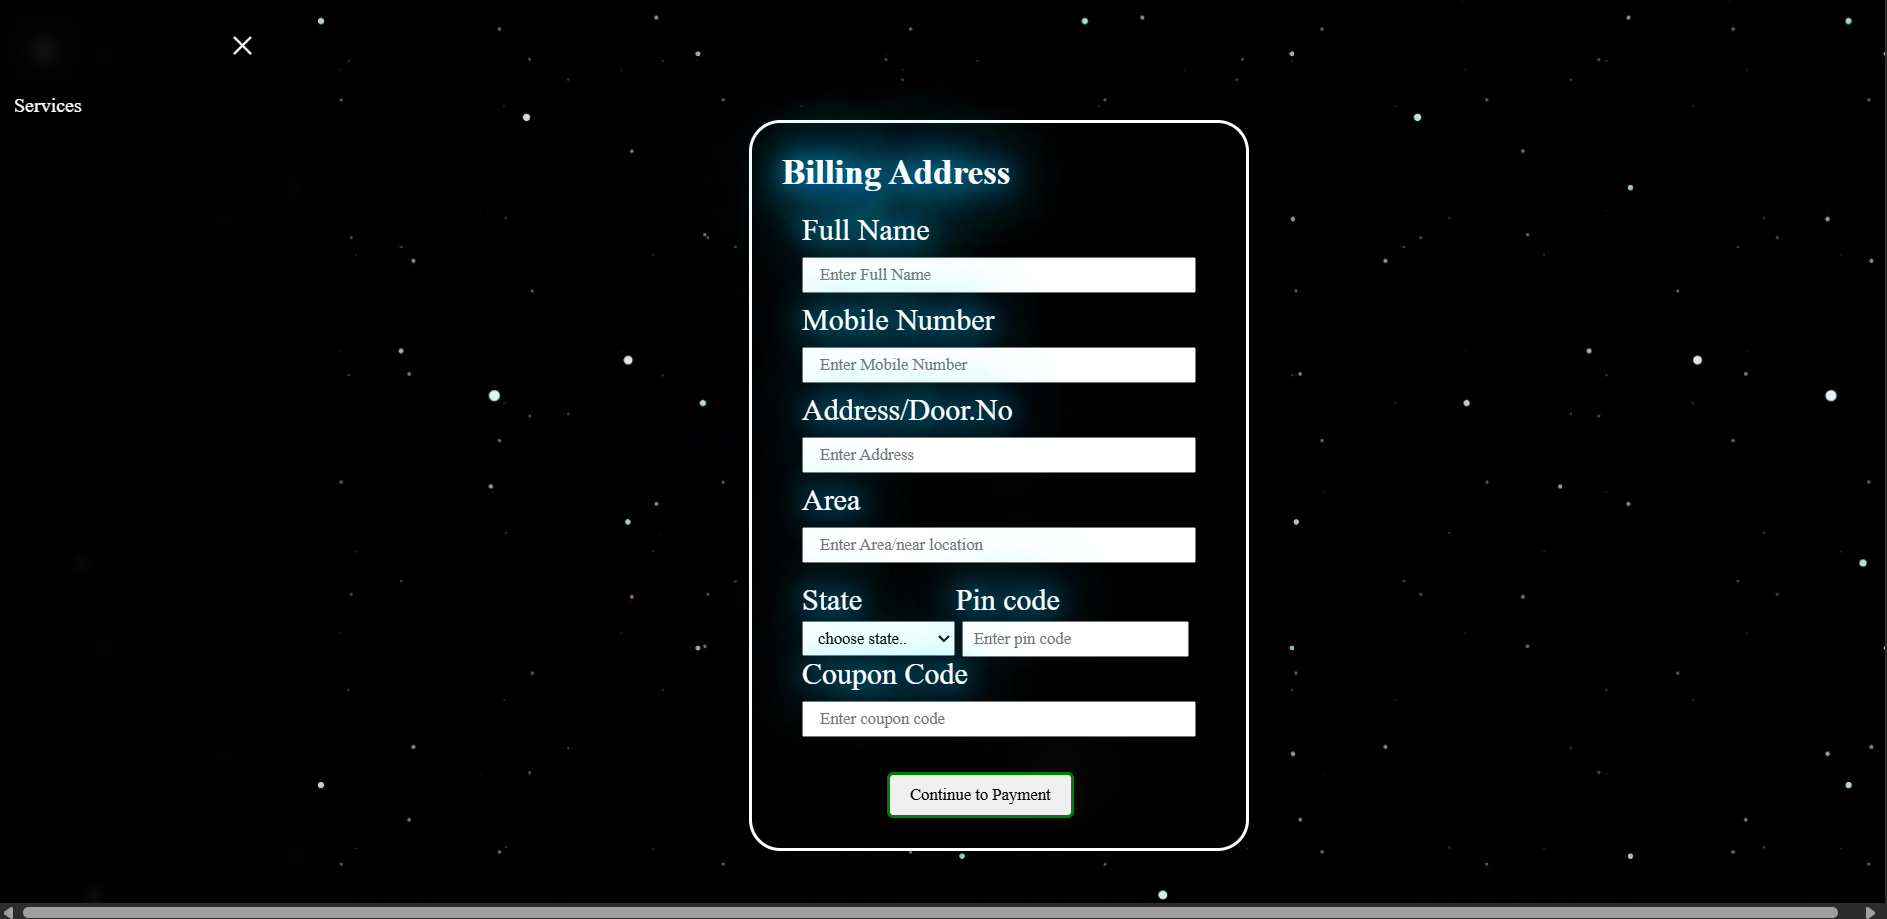 Services
Billing Address
Full Name
Enter Full Name
Mobile Number
Enter Mobile Number
Address/Door.No
Enter Address
Area
Enter Area/near location
State Pin code
choose state.. Enter pin code
Coupon Code
Enter coupon code
Continue to Payment